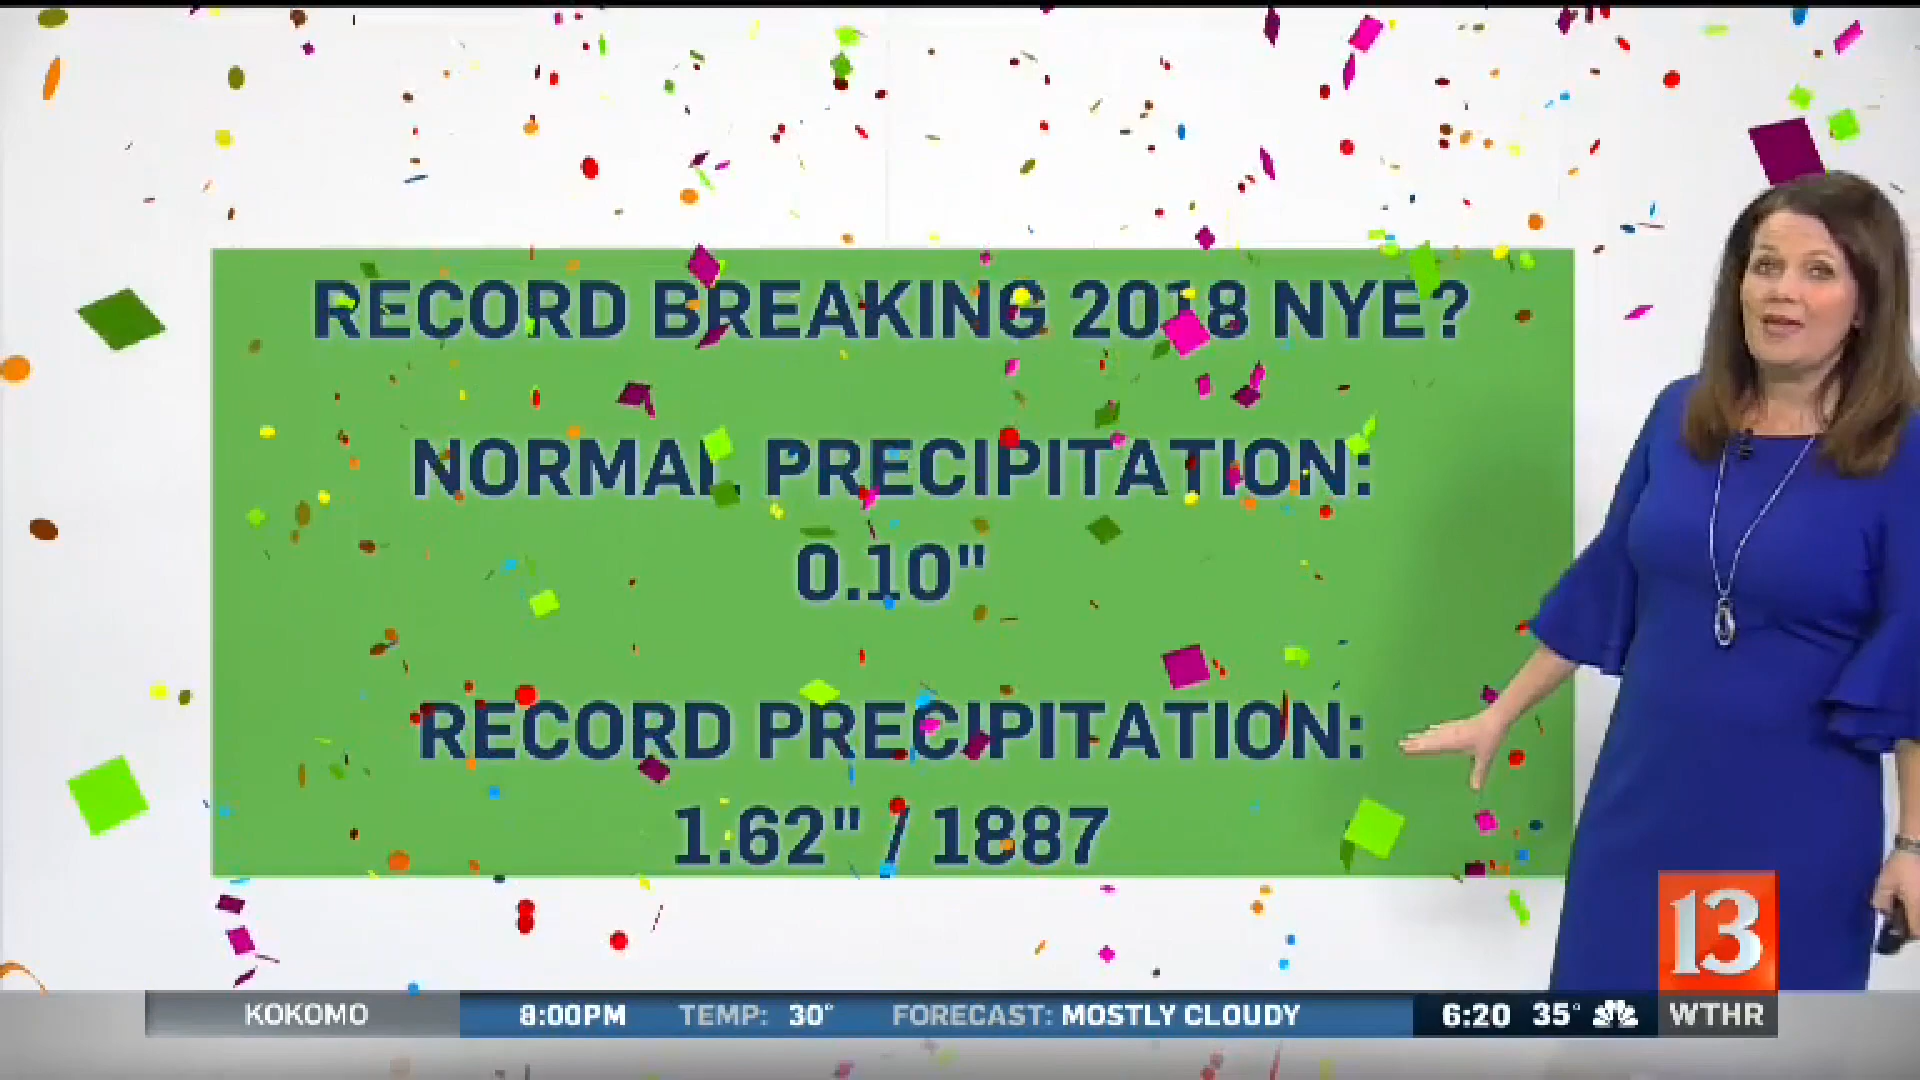 RECORD BREAKING 2018 NYE?
NORMAL PRECIPITATION:
0.10"
RECORD PRECIPITATION:
1.62" / 1887
13
KOKOMO 8:00PM TEMP: 30° FORECAST: MOSTLY CLOUDY 6:20 35° WTHR